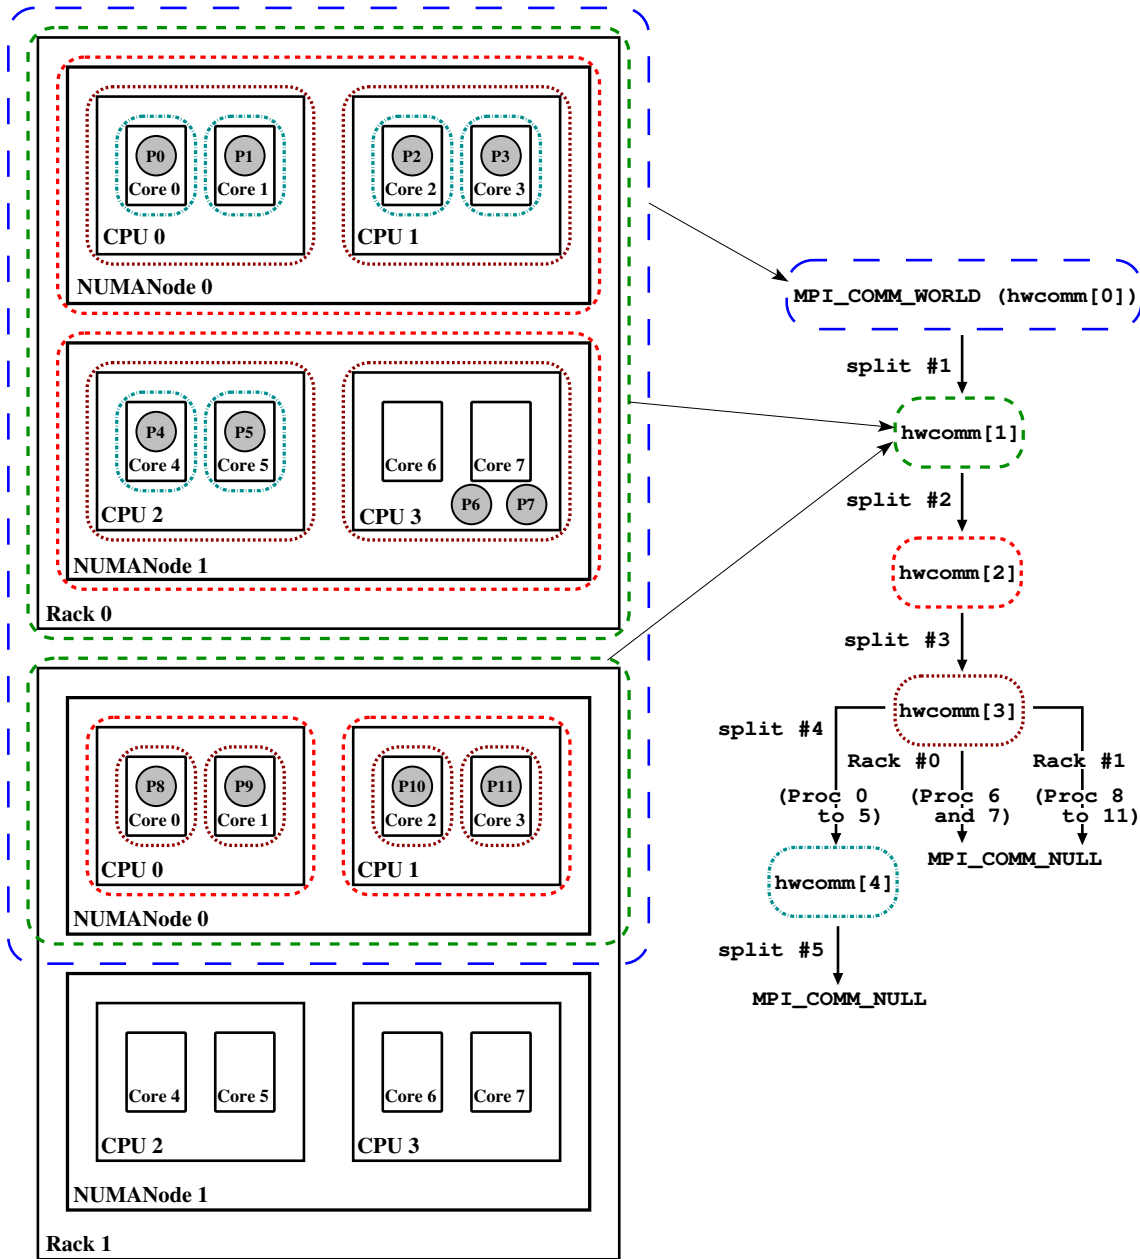 P0
Core 0
P1
Core 1
CPU 0
P2
Core 2
P3
Core 3
CPU 1
NUMANode 0
P4
Core 4
P5
Core 5
CPU 2
Core 6
Core 7
P6
P7
CPU 3
NUMANode 1
Rack 0
P8
Core 0
P9
Core 1
CPU 0
P10
Core 2
P11
Core 3
CPU 1
NUMANode 0
Core 4
Core 5
CPU 2
Core 6
Core 7
CPU 3
NUMANode 1
Rack 1
MPI_COMM_WORLD (hwcomm[0])
split #1
hwcomm[1]
split #2
hwcomm[2]
split #3
hwcomm[3]
split #4
Rack #0
Rack #1
(Proc 0
to 5)
(Proc 6
and 7)
(Proc 8
to 11)
MPI_COMM_NULL
hwcomm[4]
split #5
MPI_COMM_NULL